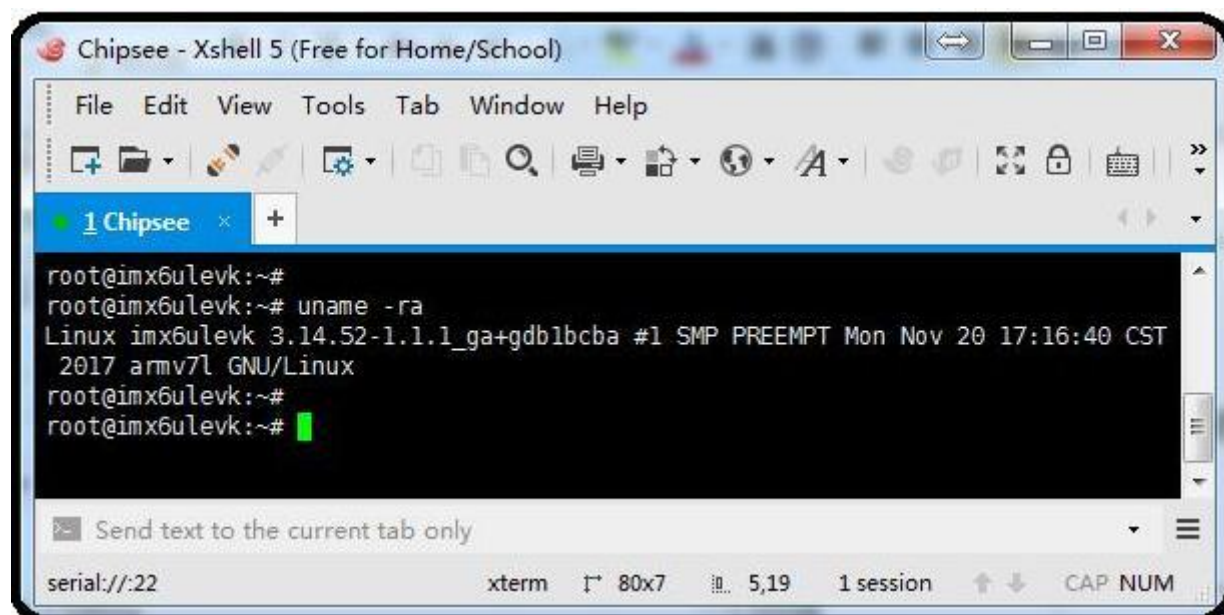 Chipsee - Xshell 5 (Free for Home/School)
File Edit View Tools Tab Window Help
1 Chipsee
root@imx6ulevk:~#
root@imx6ulevk:~# uname -ra
Linux imx6ulevk 3.14.52-1.1.1_ga+gdb1bcba #1 SMP PREEMPT Mon Nov 20 17:16:40 CST
2017 armv7l GNU/Linux
root@imx6ulevk:~#
root@imx6ulevk:~#
Send text to the current tab only
serial://:22 xterm 80x7 5,19 1 session CAP NUM